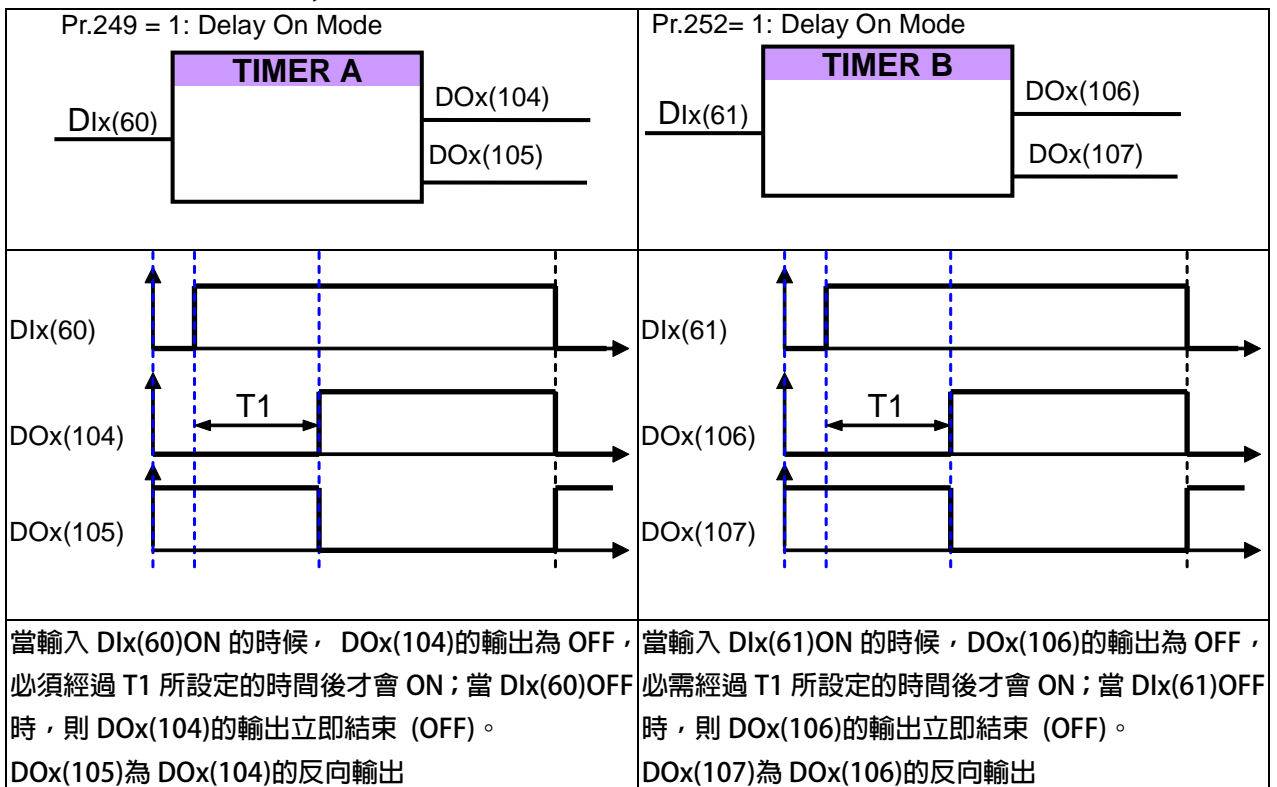 Pr.249 = 1: Delay On Mode
TIMER A
DIx(60)
DOx(104)
DOx(105)
Pr.252= 1: Delay On Mode
TIMER B
DIx(61)
DOx(106)
DOx(107)
DIx(60)
T1
DOx(104)
DOx(105)
DIx(61)
T1
DOx(106)
DOx(107)
當輸入 DIx(60)ON 的時候， DOx(104)的輸出為 OFF，
必須經過 T1 所設定的時間後才會 ON；當 DIx(60)OFF
時，則 DOx(104)的輸出立即結束 (OFF)。
DOx(105)為 DOx(104)的反向輸出
當輸入 DIx(61)ON 的時候，DOx(106)的輸出為 OFF，
必需經過 T1 所設定的時間後才會 ON；當 DIx(61)OFF
時，則 DOx(106)的輸出立即結束 (OFF)。
DOx(107)為 DOx(106)的反向輸出